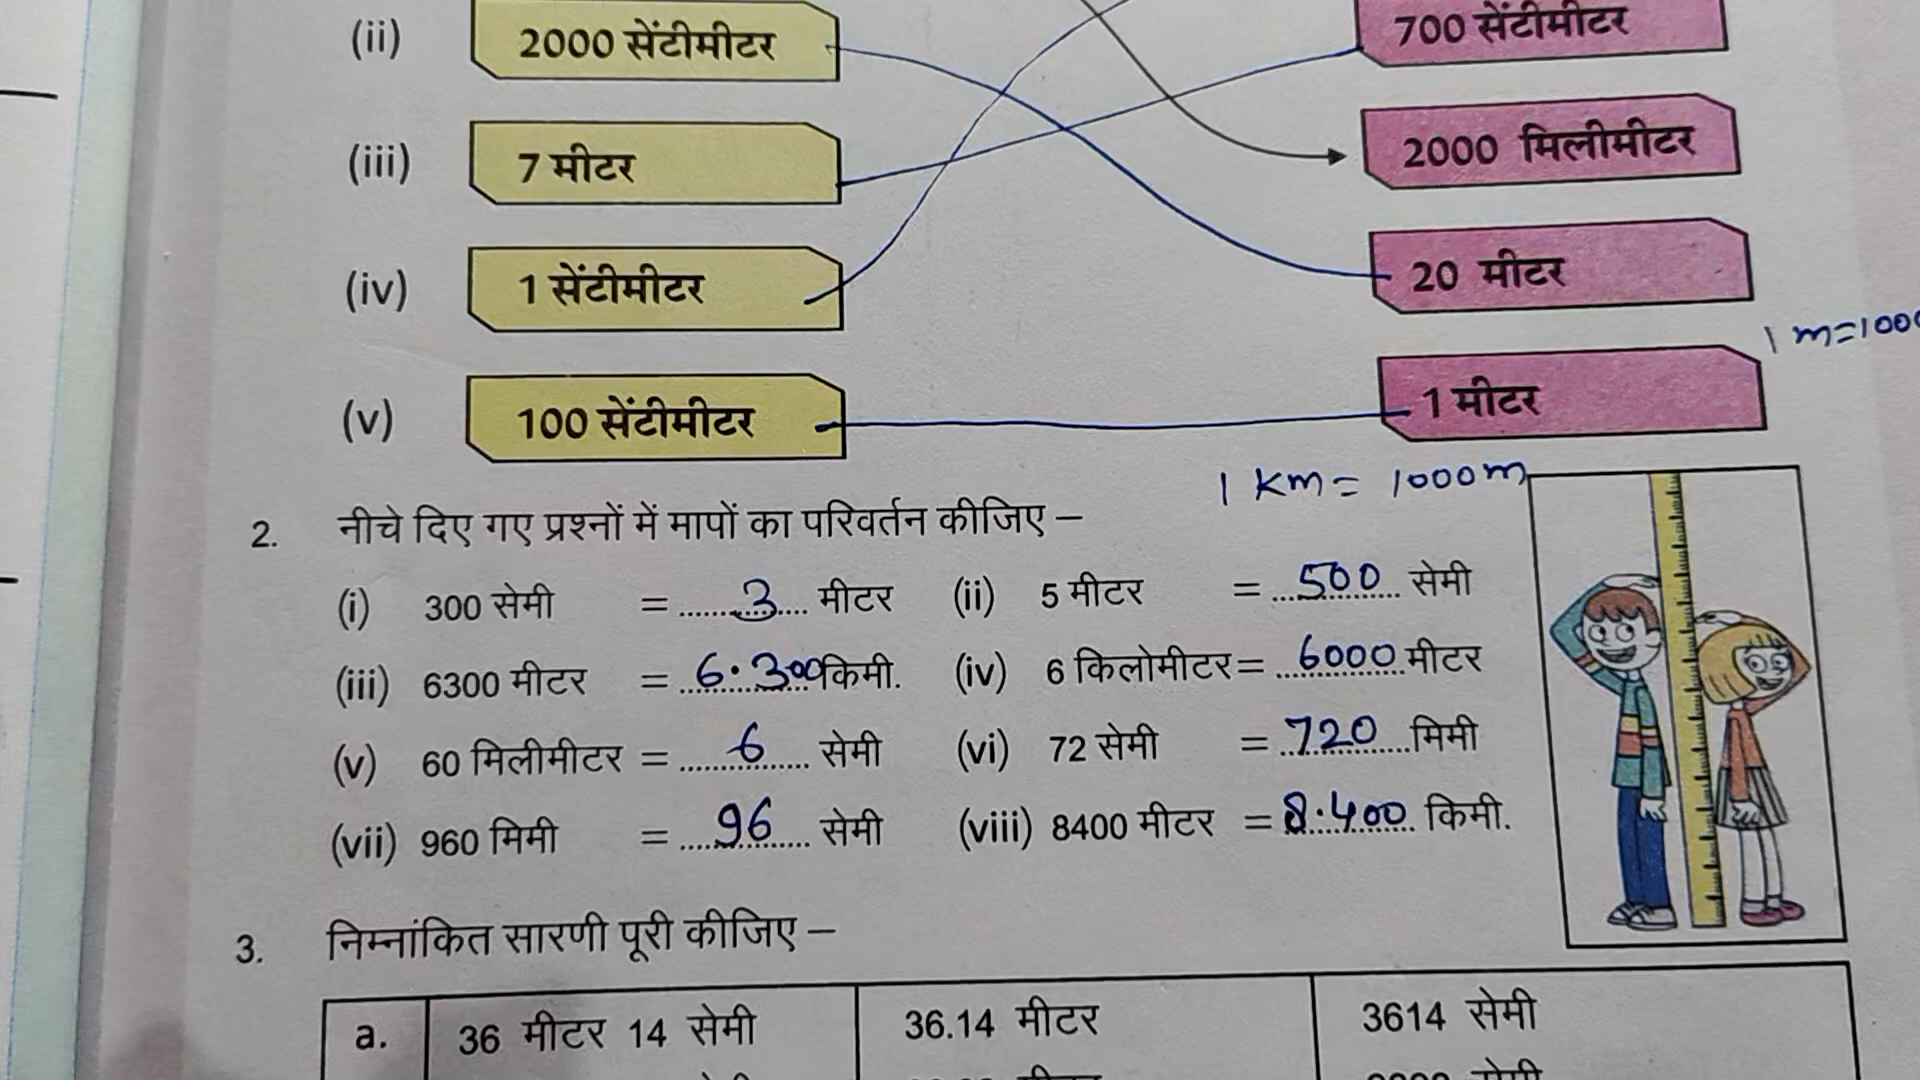 (ii) 2000 सेंटीमीटर 700 सेंटीमीटर
(iii) 7 मीटर 2000 मिलीमीटर
(iv) 1 सेंटीमीटर 20 मीटर
1 m=1000
(v) 100 सेंटीमीटर 1 मीटर
1 Km = 1000m
2. नीचे दिए गए प्रश्नों में मापों का परिवर्तन कीजिए –
(i) 300 सेमी = 3 मीटर (ii) 5 मीटर = 500 सेमी
(iii) 6300 मीटर = 6.300 किमी. (iv) 6 किलोमीटर = 6000 मीटर
(v) 60 मिलीमीटर = 6 सेमी (vi) 72 सेमी = 720 मिमी
(vii) 960 मिमी = 96 सेमी (viii) 8400 मीटर = 8.400 किमी.
3. निम्नांकित सारणी पूरी कीजिए –
a. 36 मीटर 14 सेमी 36.14 मीटर 3614 सेमी